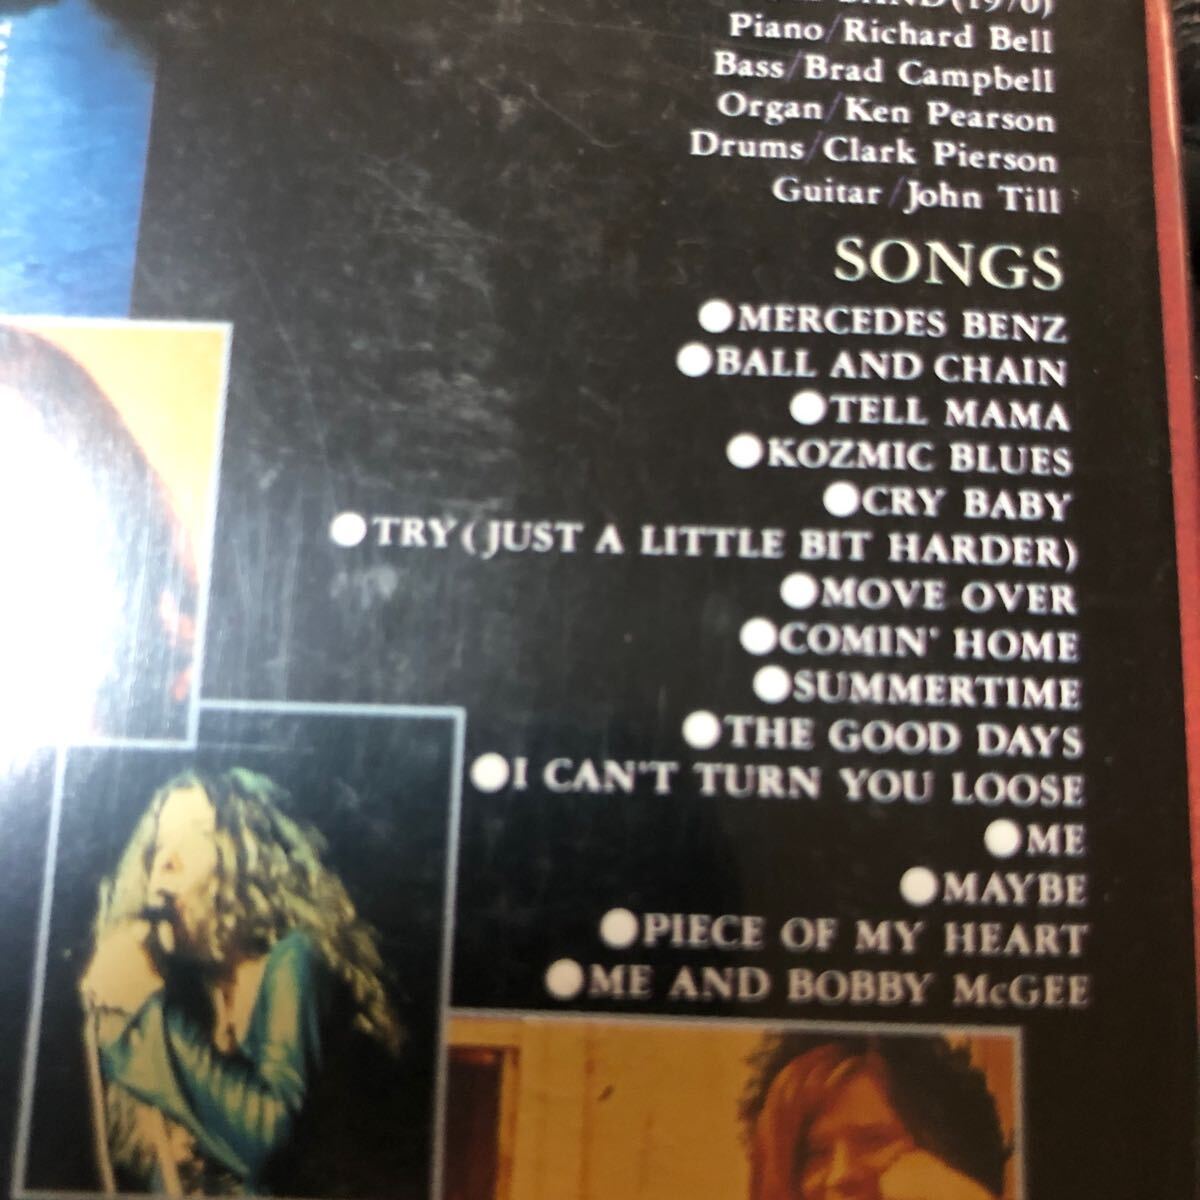 BAND (1970)
Piano/Richard Bell
Bass/Brad Campbell
Organ/Ken Pearson
Drums/Clark Pierson
Guitar/John Till
SONGS
●MERCEDES BENZ
●BALL AND CHAIN
●TELL MAMA
●KOZMIC BLUES
●CRY BABY
●TRY (JUST A LITTLE BIT HARDER)
●MOVE OVER
●COMIN' HOME
●SUMMERTIME
●THE GOOD DAYS
●I CAN'T TURN YOU LOOSE
●ME
●MAYBE
●PIECE OF MY HEART
●ME AND BOBBY McGEE